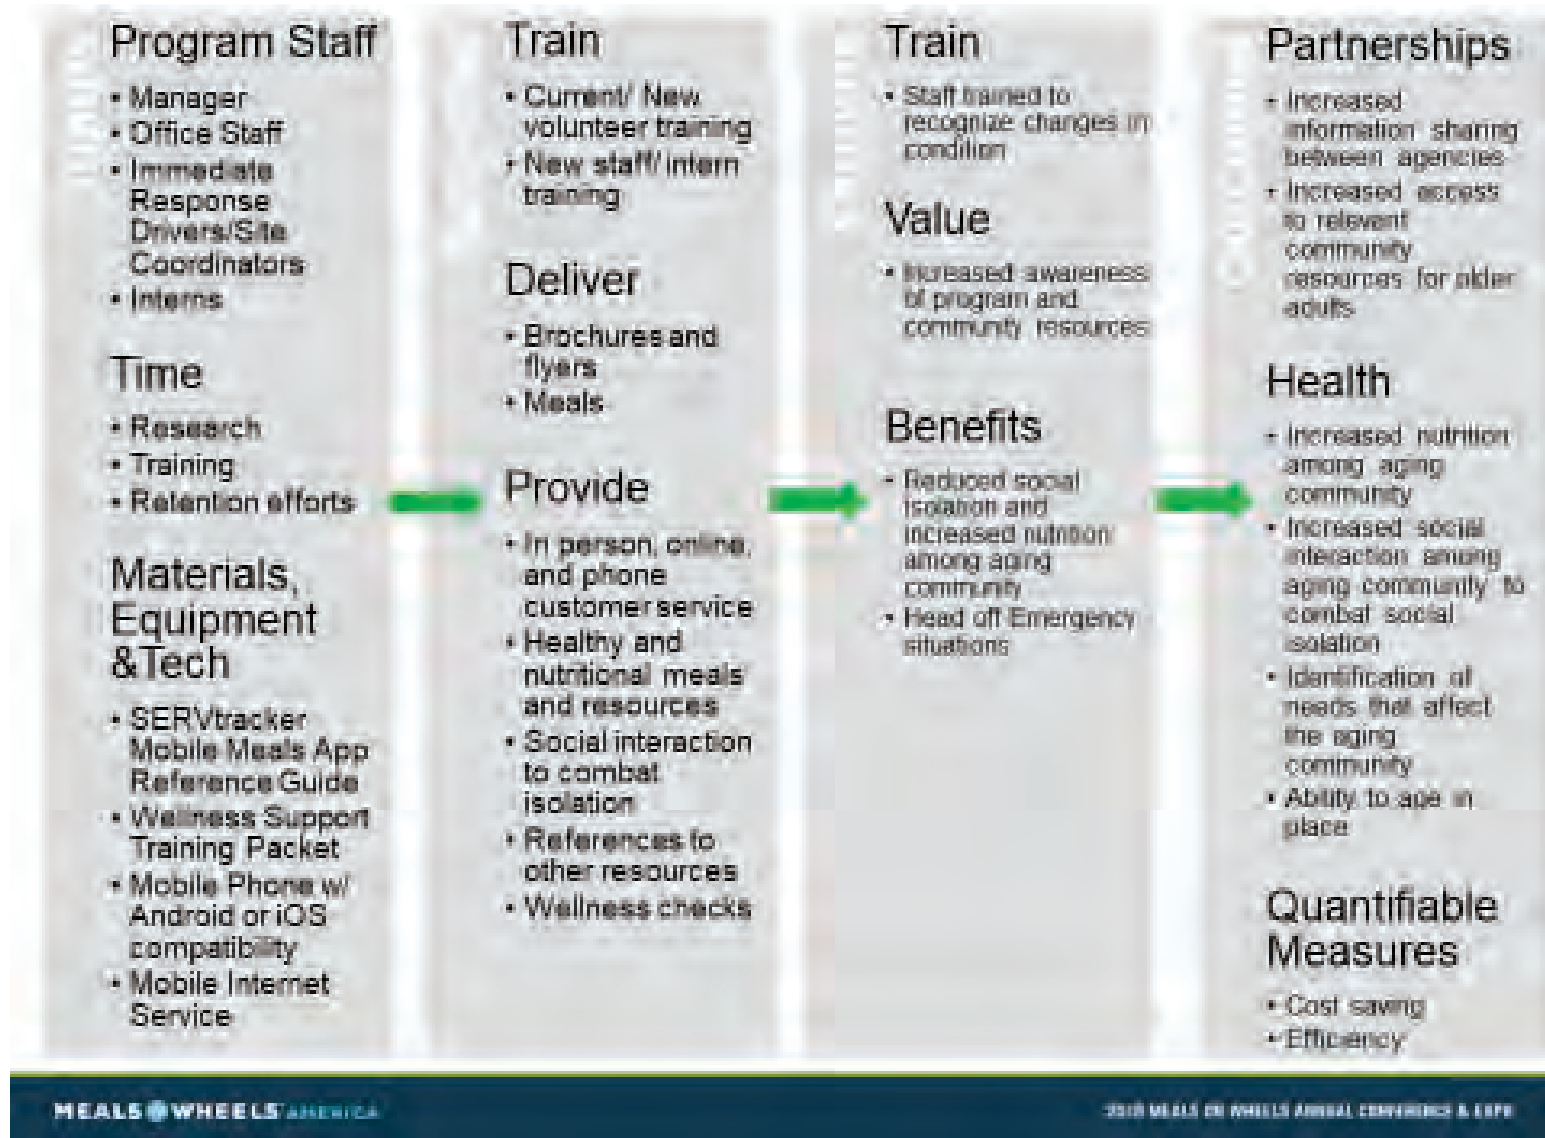 Program Staff
• Manager
• Office Staff
• Immediate
Response
Drivers/Site
Coordinators
• Interns
Time
• Research
• Training
• Retention efforts
Materials,
Equipment
&Tech
• SERVtracker
Mobile Meals App
Reference Guide
• Wellness Support
Training Packet
• Mobile Phone w/
Android or iOS
compatibility
• Mobile Internet
Service
Train
• Current/ New
volunteer training
• New staff/ intern
training
Deliver
• Brochures and
flyers
• Meals
Provide
• In person, online,
and phone
customer service
• Healthy and
nutritional meals
and resources
• Social interaction
to combat
isolation
• References to
other resources
• Wellness checks
Train
• Staff trained to
recognize changes in
condition
Value
• Increased awareness
of program and
community resources
Benefits
• Reduced social
isolation and
increased nutrition
among aging
community
• Head off Emergency
situations
Partnerships
• Increased
information sharing
between agencies
• Increased access
to relevant
community
resources for older
adults
Health
• Increased nutrition
among aging
community
• Increased social
interaction among
aging community to
combat social
isolation
• Identification of
needs that affect
the aging
community
• Ability to age in
place
Quantifiable
Measures
• Cost saving
• Efficiency
MEALS ON WHEELS AMERICA
MEALS ON WHEELS ANNUAL CONFERENCE & EXPO